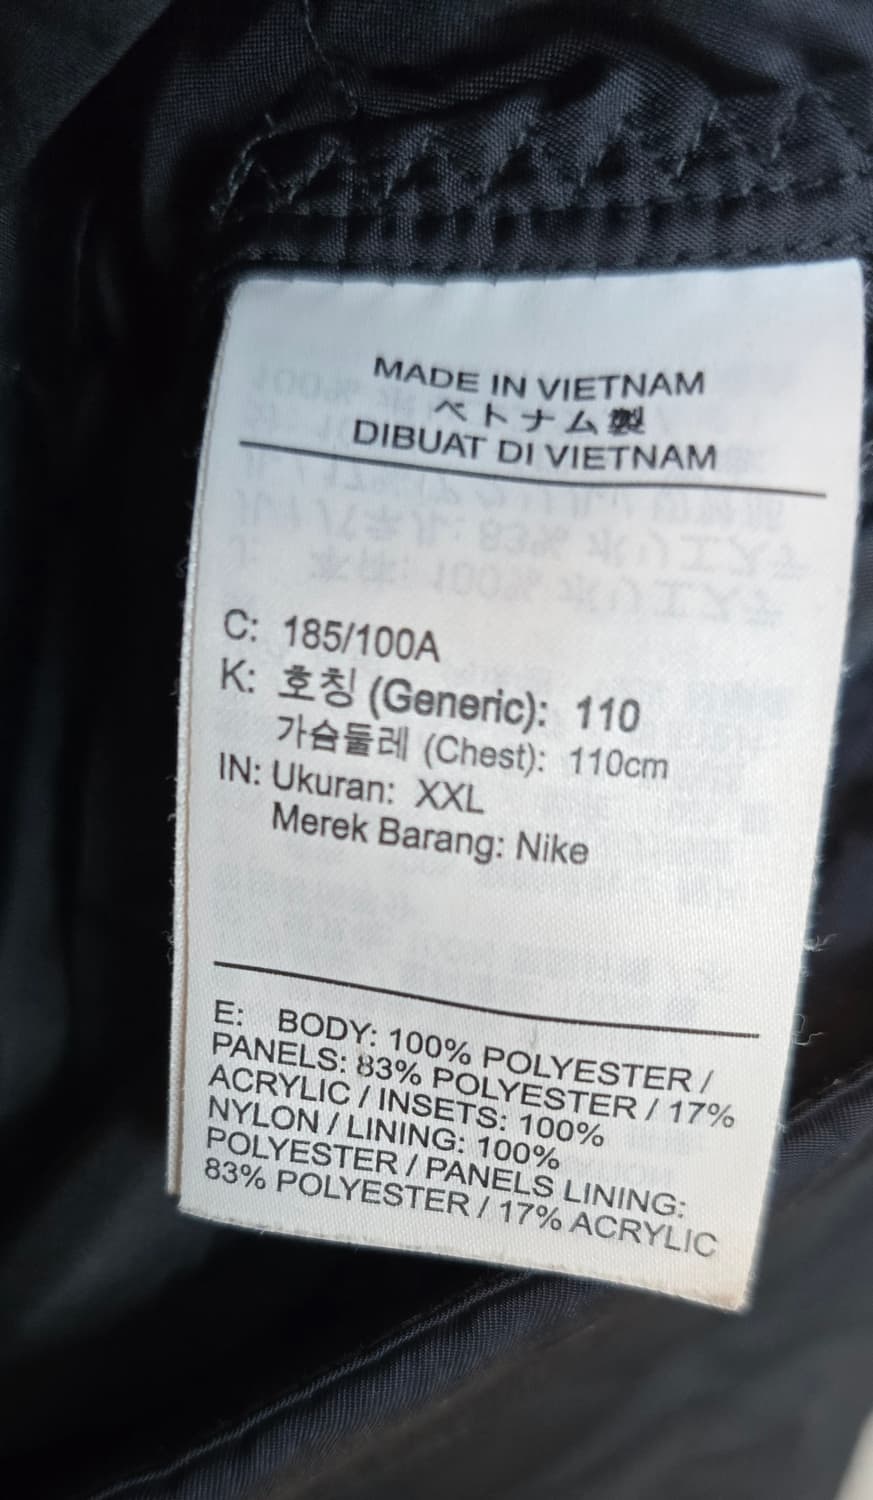 MADE IN VIETNAM
ベトナム製
DIBUAT DI VIETNAM
C: 185/100A
K: 호칭 (Generic): 110
가슴둘레 (Chest): 110cm
IN: Ukuran: XXL
Merek Barang: Nike
E: BODY: 100% POLYESTER /
PANELS: 83% POLYESTER / 17%
ACRYLIC / INSETS: 100%
NYLON / LINING: 100%
POLYESTER / PANELS LINING:
83% POLYESTER / 17% ACRYLIC